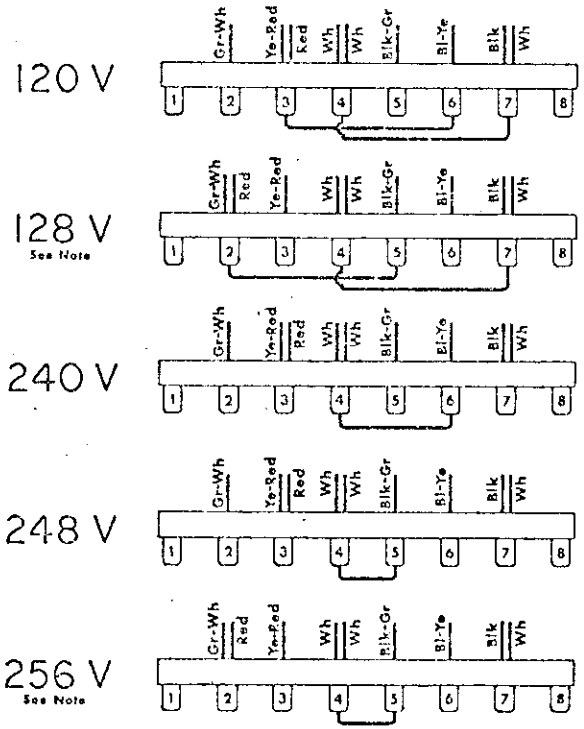 Gr-Wh Ye-Red Red Wh Wh Blk-Gr Bl-Ye Blk Wh
120 V
1 2 3 4 5 6 7 8
Gr-Wh Red Ye-Red Wh Wh Blk-Gr Bl-Ye Blk Wh
128 V
See Note
1 2 3 4 5 6 7 8
Gr-Wh Ye-Red Red Wh Wh Blk-Gr Bl-Ye Blk Wh
240 V
1 2 3 4 5 6 7 8
Gr-Wh Ye-Red Red Wh Wh Blk-Gr Bl-Ye Blk Wh
248 V
1 2 3 4 5 6 7 8
Gr-Wh Red Ye-Red Wh Wh Blk-Gr Bl-Ye Blk Wh
256 V
See Note
1 2 3 4 5 6 7 8